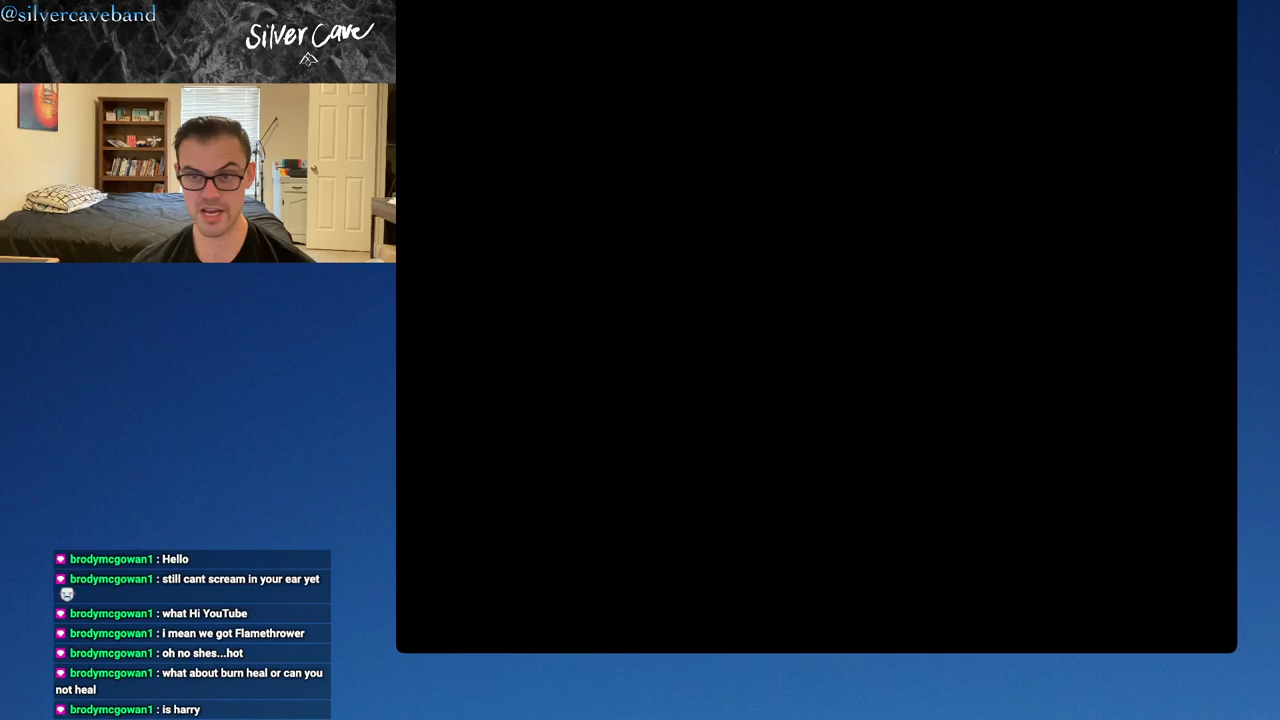 @silvercaveband
Silver Cave
brodymcgowan1 : Hello
brodymcgowan1 : still cant scream in your ear yet
brodymcgowan1 : what Hi YouTube
brodymcgowan1 : i mean we got Flamethrower
brodymcgowan1 : oh no shes...hot
brodymcgowan1 : what about burn heal or can you
not heal
brodymcgowan1 : is harry